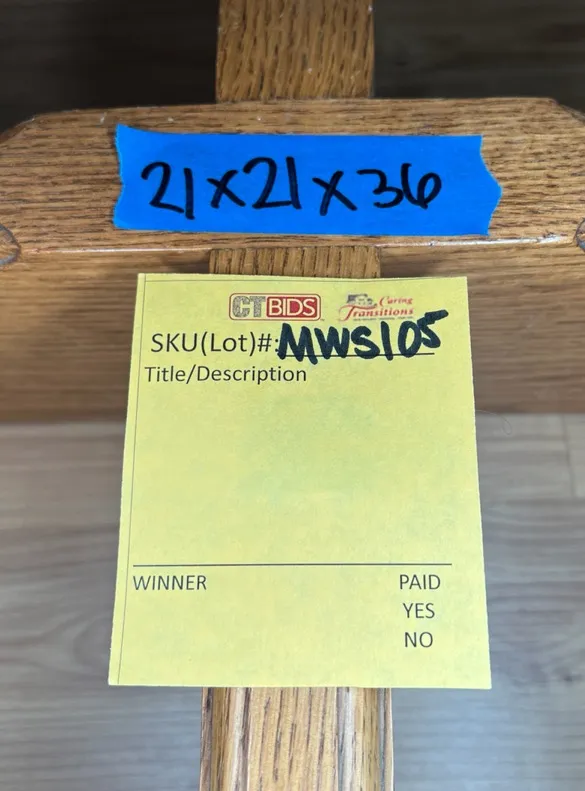 21x21x36
CTBIDS Caring
Transitions
SKU(Lot)#: MWS105
Title/Description
WINNER PAID
YES
NO